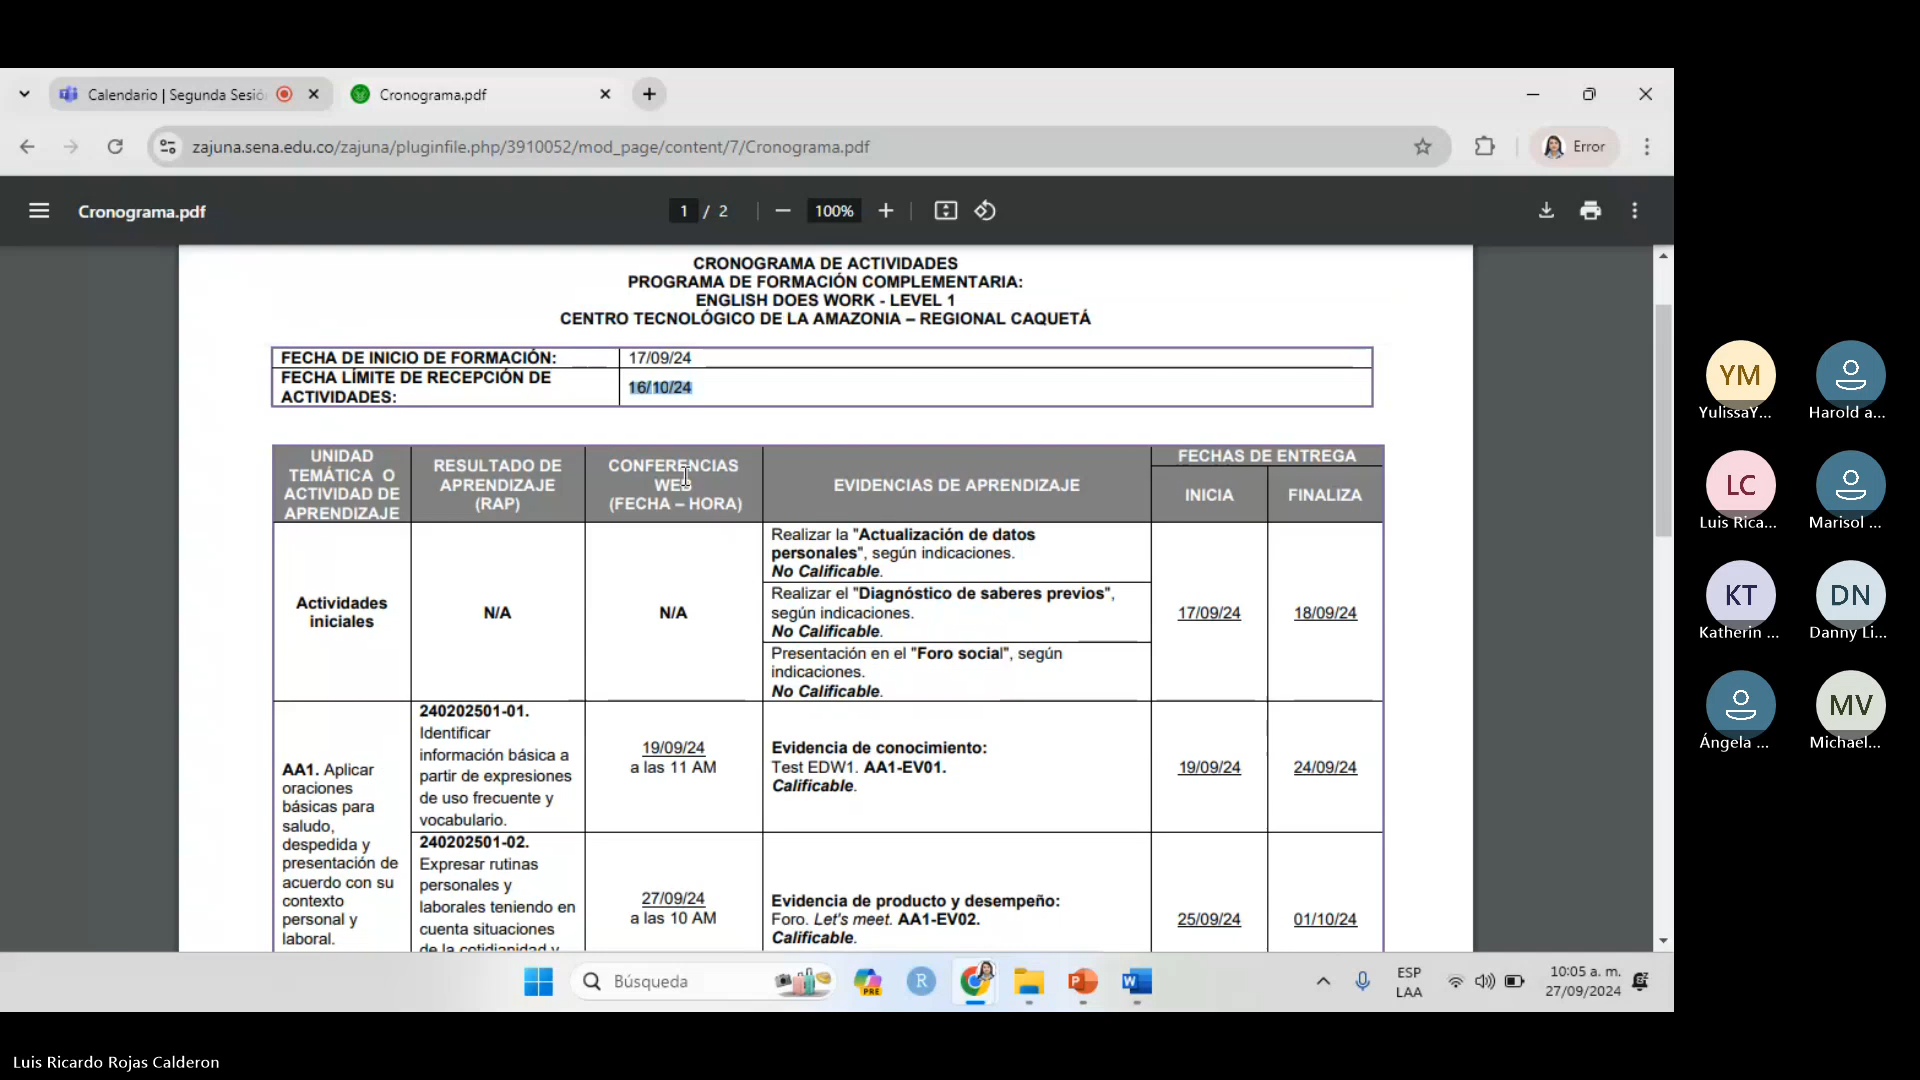 Calendario | Segunda Sesió
Cronograma.pdf
zajuna.sena.edu.co/zajuna/pluginfile.php/3910052/mod_page/content/7/Cronograma.pdf
Error
Cronograma.pdf
1 / 2
100%
CRONOGRAMA DE ACTIVIDADES
PROGRAMA DE FORMACIÓN COMPLEMENTARIA:
ENGLISH DOES WORK - LEVEL 1
CENTRO TECNOLÓGICO DE LA AMAZONIA – REGIONAL CAQUETÁ
FECHA DE INICIO DE FORMACIÓN:
17/09/24
FECHA LÍMITE DE RECEPCIÓN DE
ACTIVIDADES:
16/10/24
UNIDAD
TEMÁTICA O
ACTIVIDAD DE
APRENDIZAJE
RESULTADO DE
APRENDIZAJE
(RAP)
CONFERENCIAS
WEB
(FECHA – HORA)
EVIDENCIAS DE APRENDIZAJE
FECHAS DE ENTREGA
INICIA
FINALIZA
Actividades
iniciales
N/A
N/A
Realizar la "Actualización de datos
personales", según indicaciones.
No Calificable.
Realizar el "Diagnóstico de saberes previos",
según indicaciones.
No Calificable.
Presentación en el "Foro social", según
indicaciones.
No Calificable.
17/09/24
18/09/24
AA1. Aplicar
oraciones
básicas para
saludo,
despedida y
presentación de
acuerdo con su
contexto
personal y
laboral.
240202501-01.
Identificar
información básica a
partir de expresiones
de uso frecuente y
vocabulario.
19/09/24
a las 11 AM
Evidencia de conocimiento:
Test EDW1. AA1-EV01.
Calificable.
19/09/24
24/09/24
240202501-02.
Expresar rutinas
personales y
laborales teniendo en
cuenta situaciones
de la cotidianidad y
27/09/24
a las 10 AM
Evidencia de producto y desempeño:
Foro. Let's meet. AA1-EV02.
Calificable.
25/09/24
01/10/24
YM
YulissaY...
Harold a...
LC
Luis Rica...
Marisol ...
KT
Katherin ...
DN
Danny Li...
Ángela ...
MV
Michael...
Búsqueda
PRE
R
ESP
LAA
10:05 a. m.
27/09/2024
Luis Ricardo Rojas Calderon